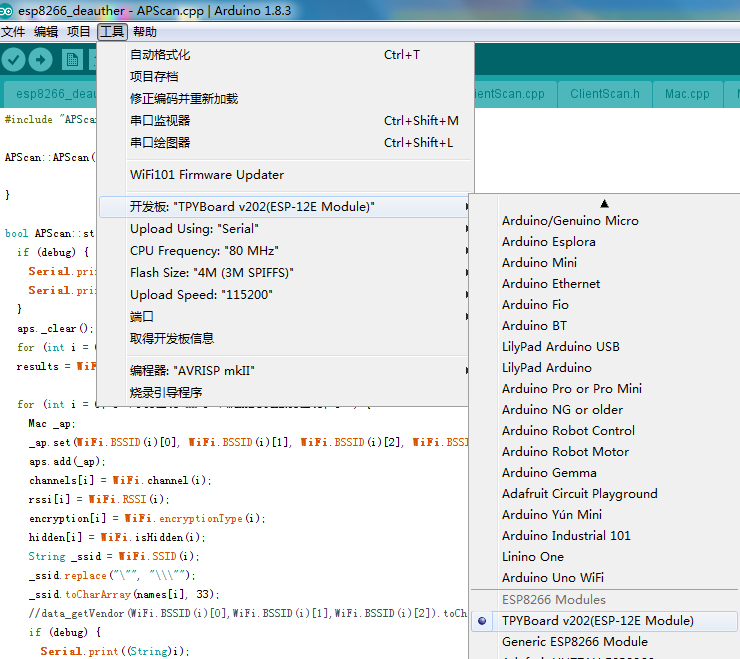 esp8266_deauther - APScan.cpp | Arduino 1.8.3
文件 编辑 项目 工具 帮助
自动格式化 Ctrl+T
项目存档
修正编码并重新加载
串口监视器 Ctrl+Shift+M
串口绘图器 Ctrl+Shift+L
WiFi101 Firmware Updater
开发板: "TPYBoard v202(ESP-12E Module)"
Upload Using: "Serial"
CPU Frequency: "80 MHz"
Flash Size: "4M (3M SPIFFS)"
Upload Speed: "115200"
端口
取得开发板信息
编程器: "AVRISP mkII"
烧录引导程序
esp8266_deau
ientScan.cpp ClientScan.h Mac.cpp
#include "APScan
APScan::APScan(
}
bool APScan::st
if (debug) {
Serial.prin
Serial.prin
}
aps._clear();
for (int i = 
results = WiF
for (int i = 
Mac _ap;
_ap.set(WiFi.BSSID(i)[0], WiFi.BSSID(i)[1], WiFi.BSSID(i)[2], WiFi.BSSI
aps.add(_ap);
channels[i] = WiFi.channel(i);
rssi[i] = WiFi.RSSI(i);
encryption[i] = WiFi.encryptionType(i);
hidden[i] = WiFi.isHidden(i);
String _ssid = WiFi.SSID(i);
_ssid.replace("\"", "\\\"");
_ssid.toCharArray(names[i], 33);
//data_getVendor(WiFi.BSSID(i)[0],WiFi.BSSID(i)[1],WiFi.BSSID(i)[2]).toCh
if (debug) {
Serial.print((String)i);
Arduino/Genuino Micro
Arduino Esplora
Arduino Mini
Arduino Ethernet
Arduino Fio
Arduino BT
LilyPad Arduino USB
LilyPad Arduino
Arduino Pro or Pro Mini
Arduino NG or older
Arduino Robot Control
Arduino Robot Motor
Arduino Gemma
Adafruit Circuit Playground
Arduino Yún Mini
Arduino Industrial 101
Linino One
Arduino Uno WiFi
ESP8266 Modules
TPYBoard v202(ESP-12E Module)
Generic ESP8266 Module